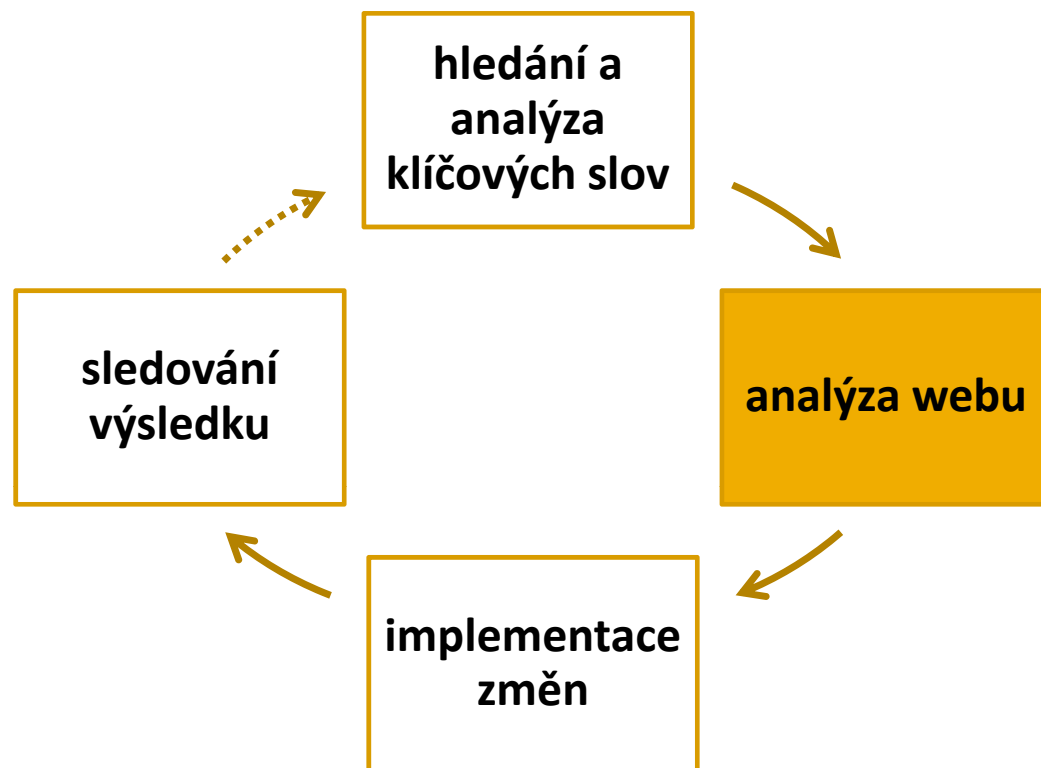 hledání a
analýza
klíčových slov
sledování
výsledku
analýza webu
implementace
změn